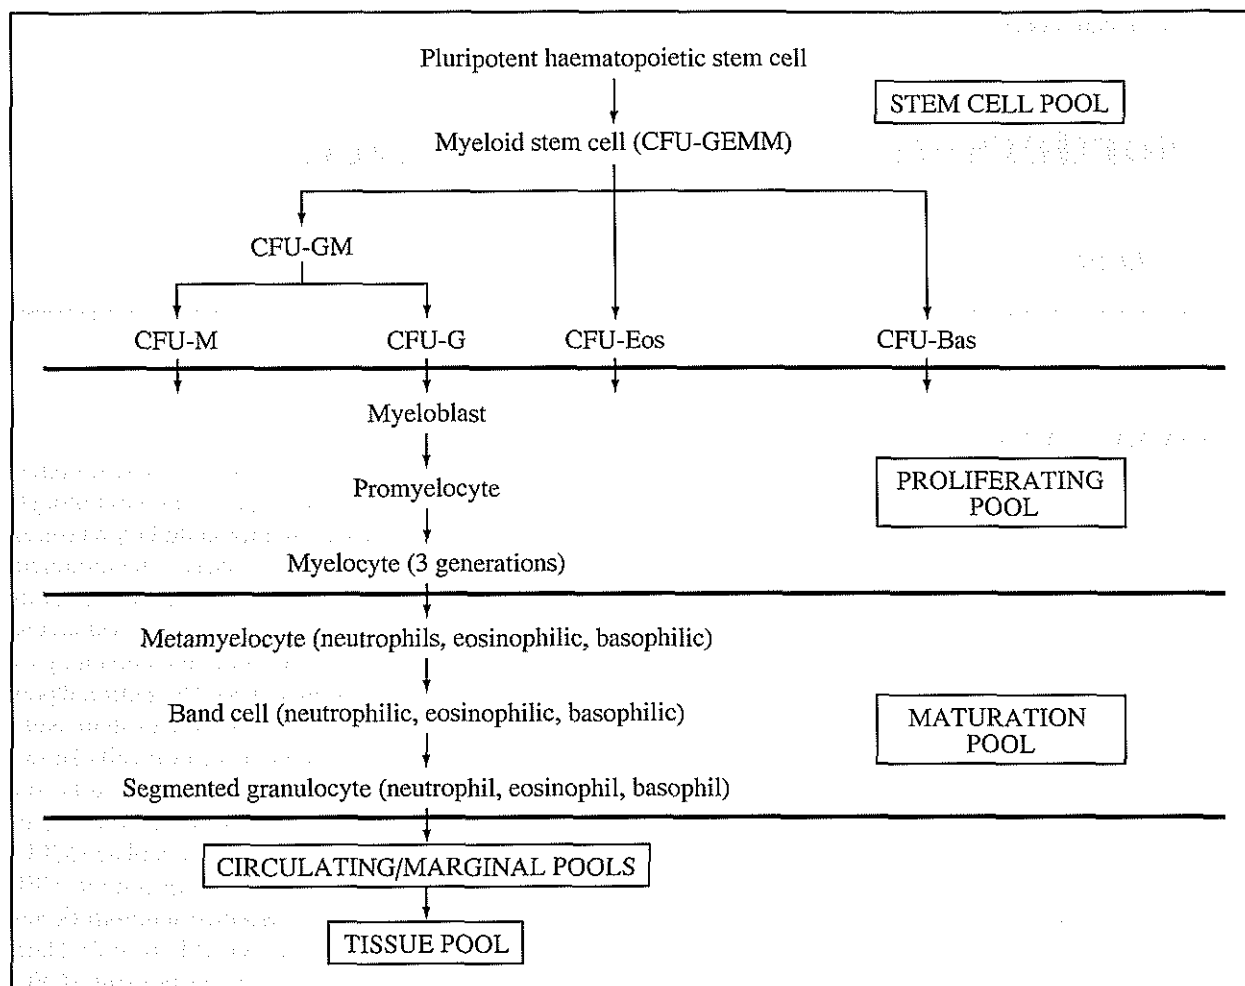 Pluripotent haematopoietic stem cell
STEM CELL POOL
Myeloid stem cell (CFU-GEMM)
CFU-GM
CFU-M
CFU-G
CFU-Eos
CFU-Bas
Myeloblast
PROLIFERATING
POOL
Promyelocyte
Myelocyte (3 generations)
Metamyelocyte (neutrophils, eosinophilic, basophilic)
Band cell (neutrophilic, eosinophilic, basophilic)
MATURATION
POOL
Segmented granulocyte (neutrophil, eosinophil, basophil)
CIRCULATING/MARGINAL POOLS
TISSUE POOL